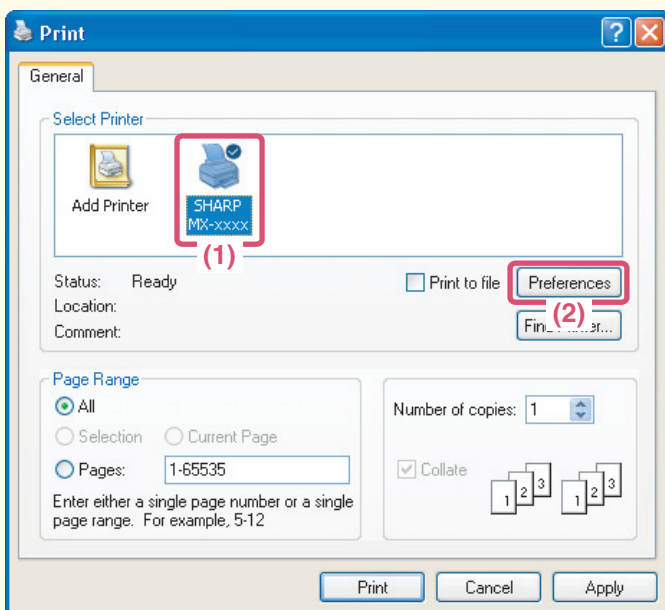 Print
General
Select Printer
Add Printer
SHARP
MX-xxxx
(1)
Status: Ready
Print to file
Preferences
(2)
Location:
Comment:
Page Range
All
Selection
Current Page
Pages:
1-65535
Enter either a single page number or a single
page range. For example, 5-12
Number of copies: 1
Collate
1 2 3
1 2 3
Print
Cancel
Apply